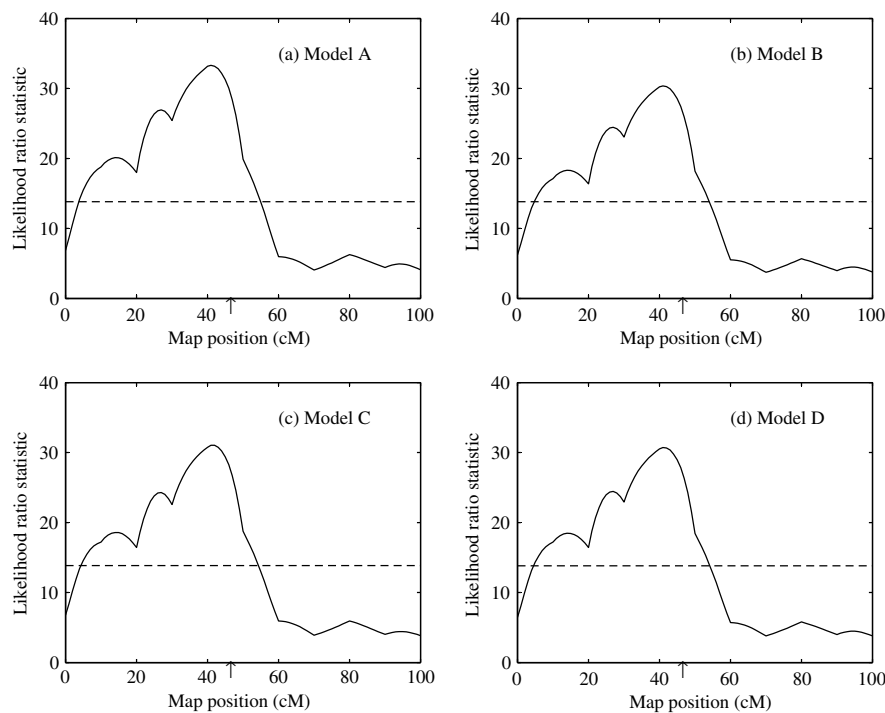 40
30
20
10
0
Likelihood ratio statistic
(a) Model A
0 20 40 60 80 100
Map position (cM)
40
30
20
10
0
Likelihood ratio statistic
(b) Model B
0 20 40 60 80 100
Map position (cM)
40
30
20
10
0
Likelihood ratio statistic
(c) Model C
0 20 40 60 80 100
Map position (cM)
40
30
20
10
0
Likelihood ratio statistic
(d) Model D
0 20 40 60 80 100
Map position (cM)